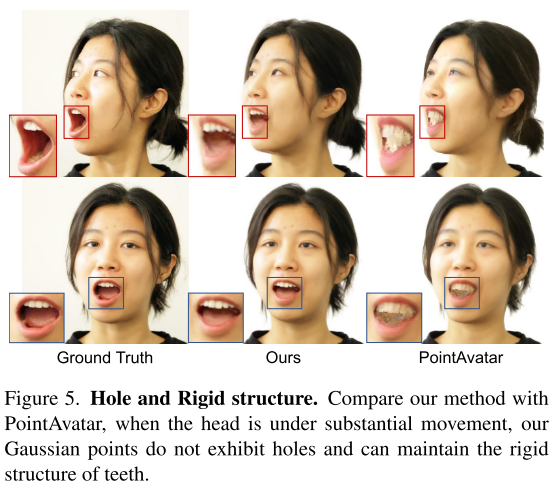 Ground Truth Ours PointAvatar
Figure 5. Hole and Rigid structure. Compare our method with
PointAvatar, when the head is under substantial movement, our
Gaussian points do not exhibit holes and can maintain the rigid
structure of teeth.